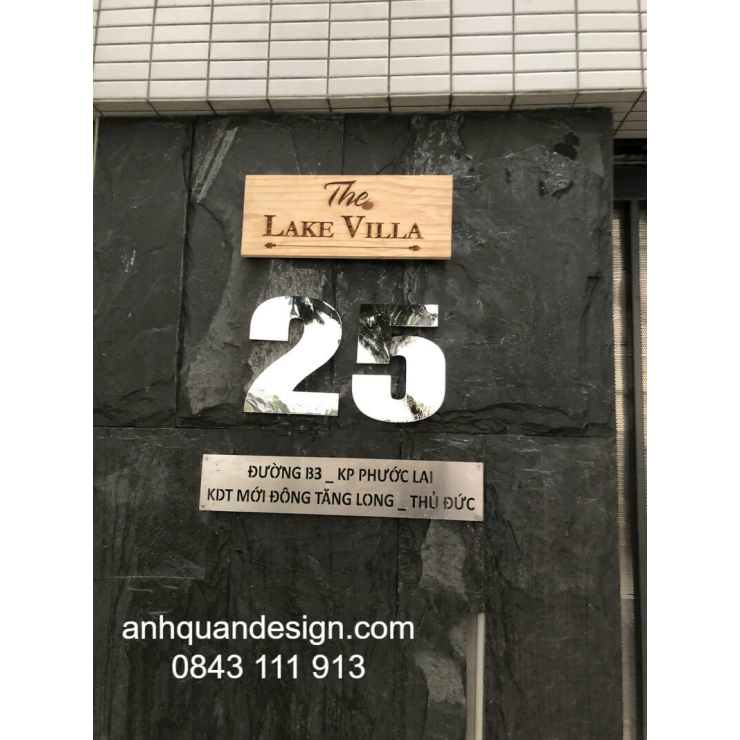 The
LAKE VILLA
25
ĐƯỜNG B3 _ KP PHƯỚC LAI
KDT MỚI ĐÔNG TĂNG LONG _ THỦ ĐỨC
anhquandesign.com
0843 111 913